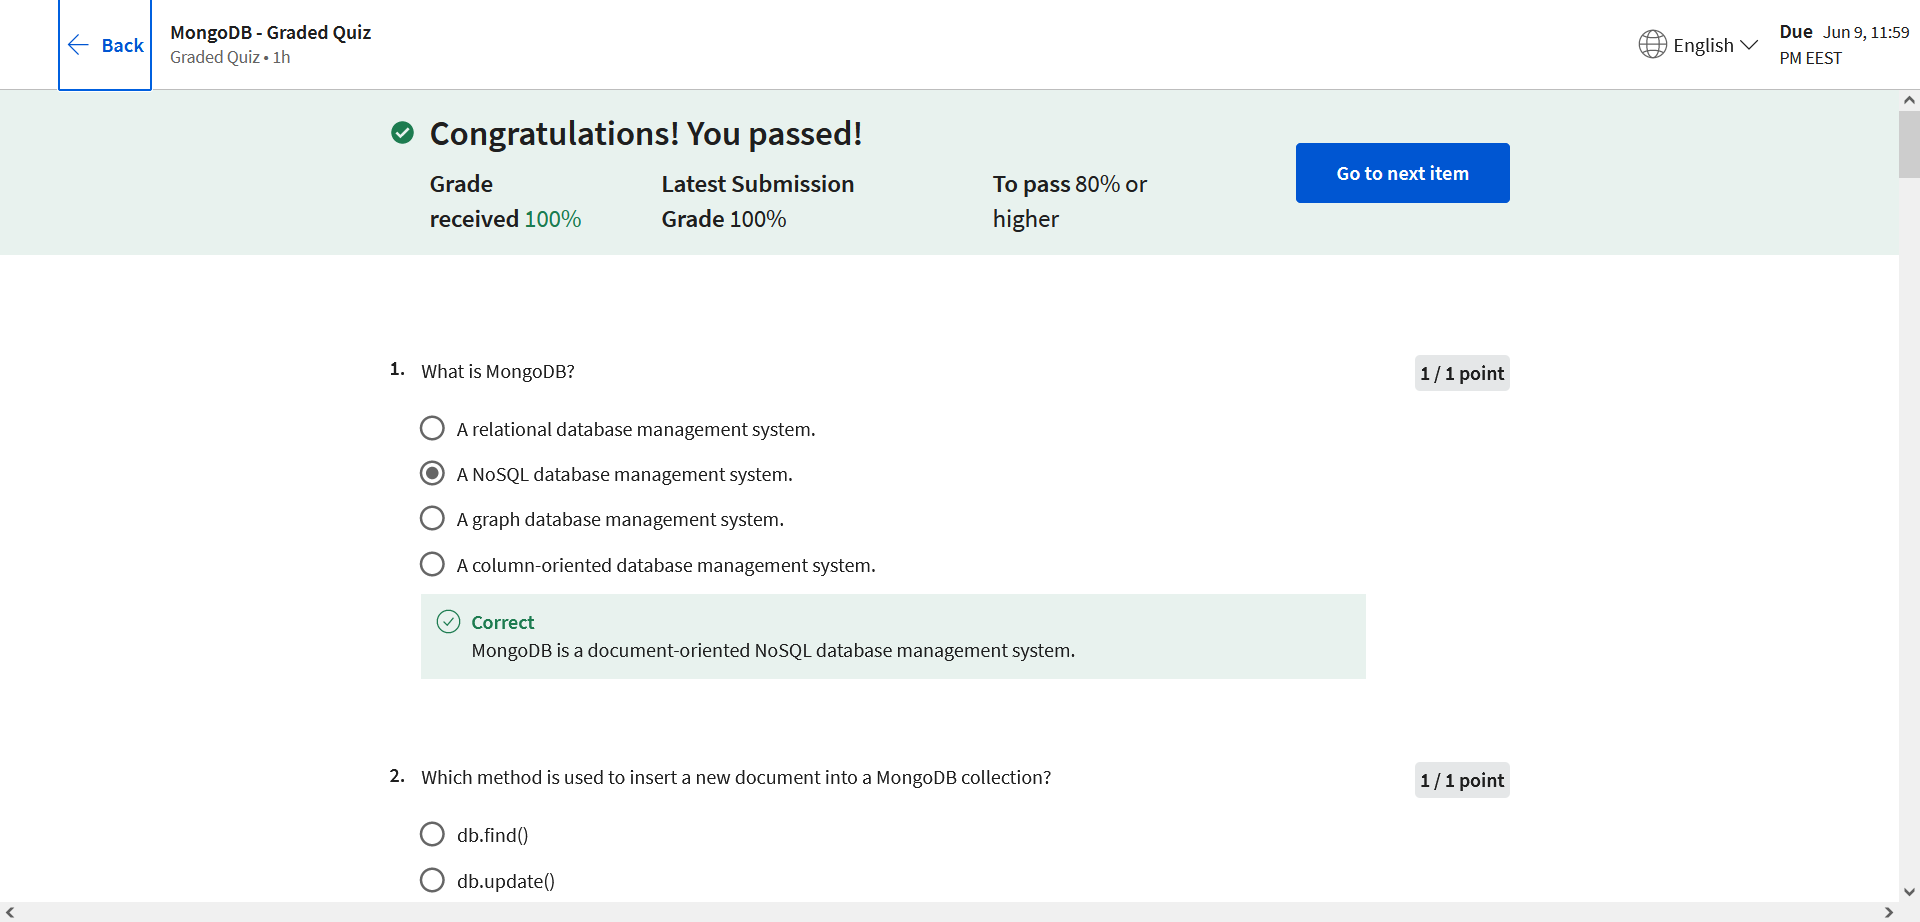 Back
MongoDB - Graded Quiz
Graded Quiz • 1h
English
Due Jun 9, 11:59
PM EEST
Congratulations! You passed!
Grade
received 100%
Latest Submission
Grade 100%
To pass 80% or
higher
Go to next item
1. What is MongoDB?
1 / 1 point
A relational database management system.
A NoSQL database management system.
A graph database management system.
A column-oriented database management system.
Correct
MongoDB is a document-oriented NoSQL database management system.
2. Which method is used to insert a new document into a MongoDB collection?
1 / 1 point
db.find()
db.update()